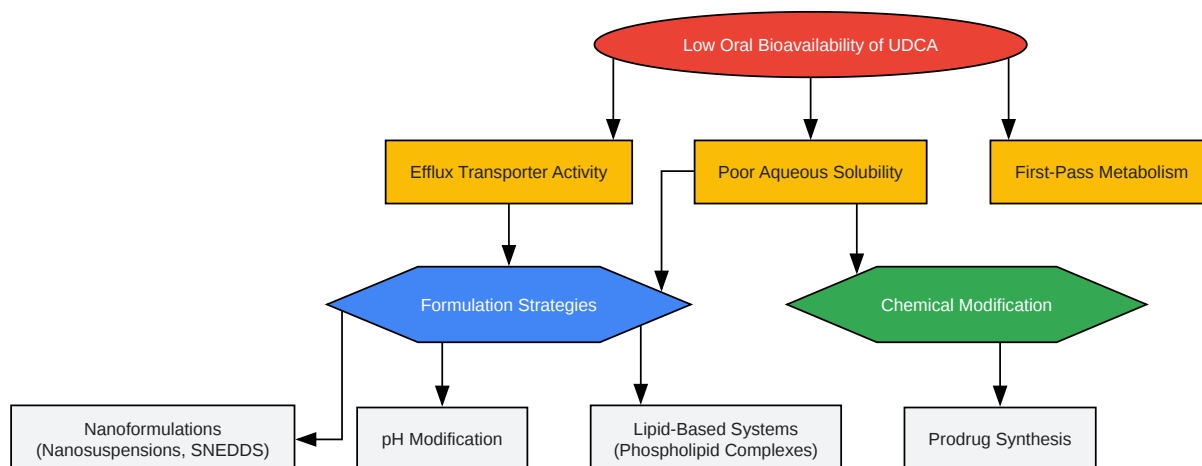 Low Oral Bioavailability of UDCA
Efflux Transporter Activity
Poor Aqueous Solubility
First-Pass Metabolism
Formulation Strategies
Chemical Modification
Nanoformulations
(Nanosuspensions, SNEDDS)
pH Modification
Lipid-Based Systems
(Phospholipid Complexes)
Prodrug Synthesis